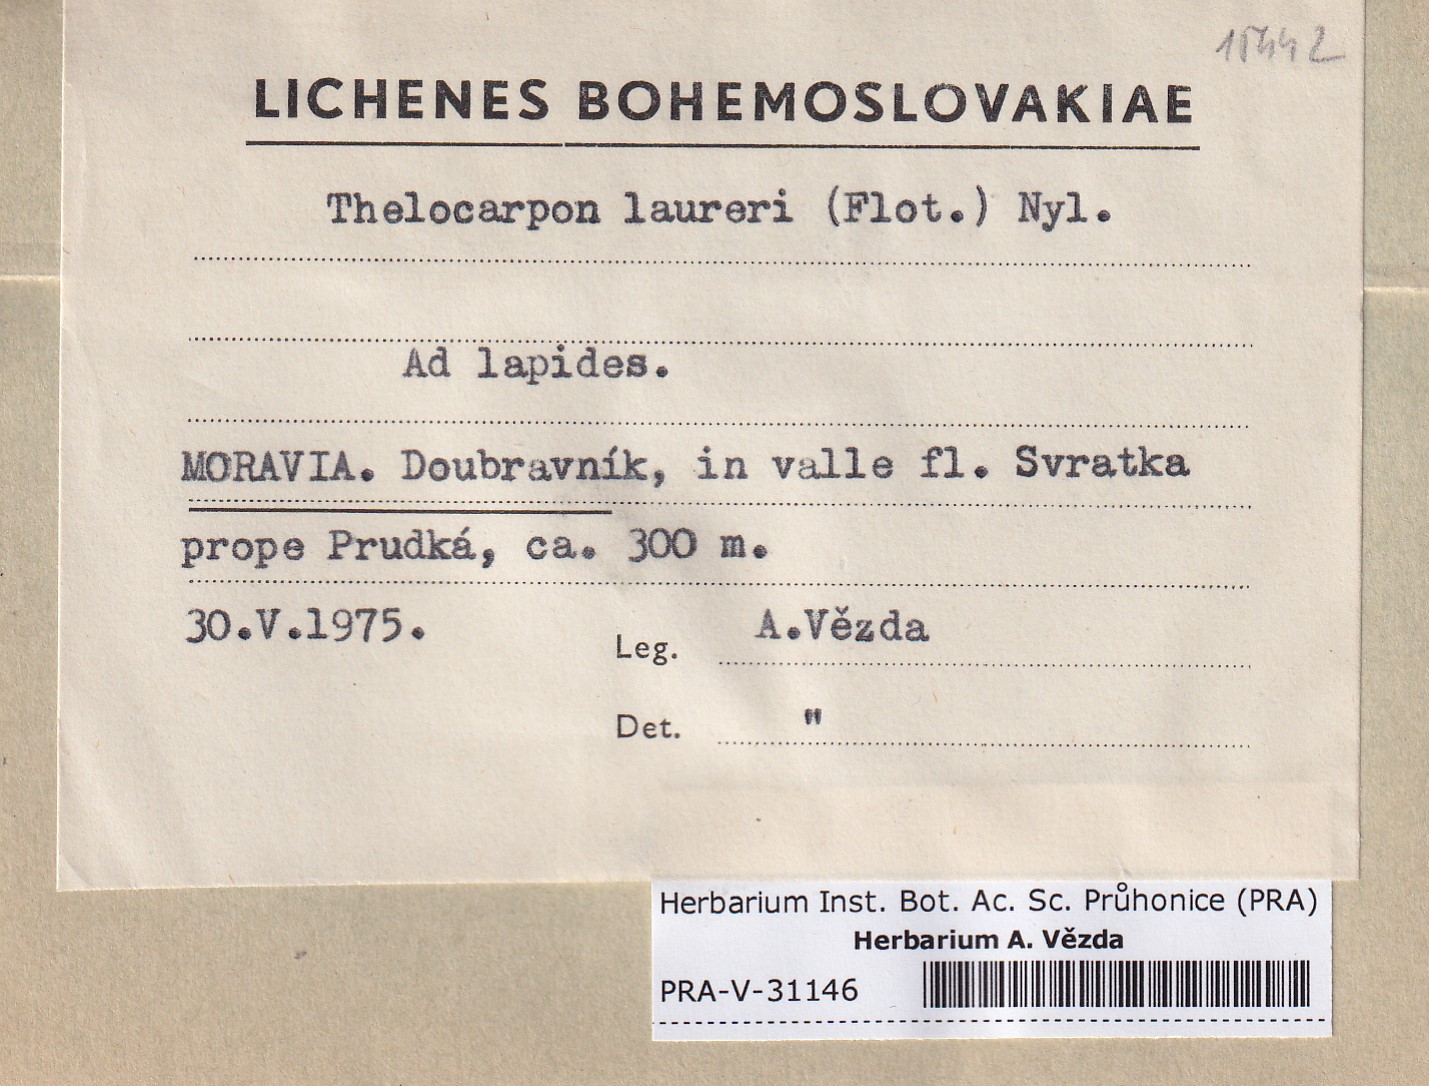 15442
LICHENES BOHEMOSLOVAKIAE
Thelocarpon laureri (Flot.) Nyl.
Ad lapides.
MORAVIA. Doubravník, in valle fl. Svratka
prope Prudká, ca. 300 m.
30.V.1975. Leg. A.Vězda
Det. "
Herbarium Inst. Bot. Ac. Sc. Průhonice (PRA)
Herbarium A. Vězda
PRA-V-31146